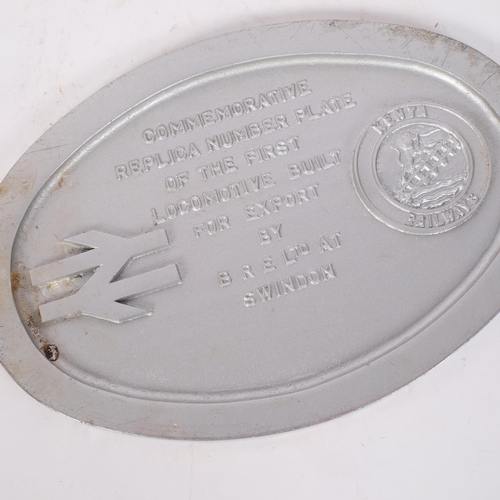 COMMEMORATIVE
REPLICA NUMBER PLATE
OF THE FIRST
LOCOMOTIVE BUILT
FOR EXPORT
BY
B R E LTD AT
SWINDON
KENYA
RAILWAYS